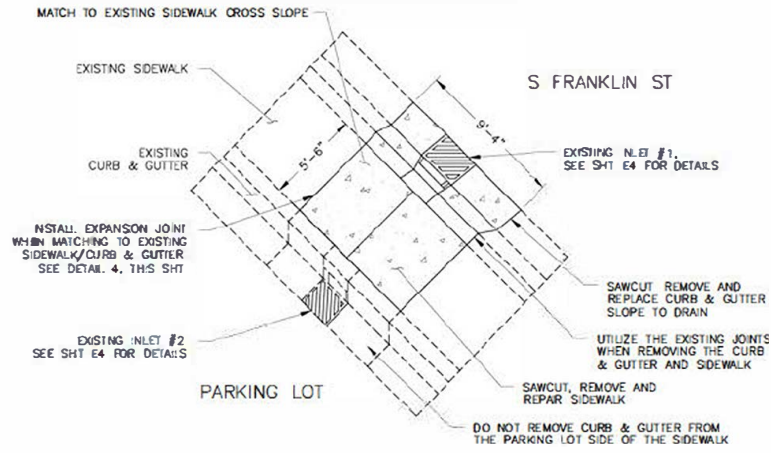 MATCH TO EXISTING SIDEWALK CROSS SLOPE
EXISTING SIDEWALK
S FRANKLIN ST
9'-4"
5'-6"
EXISTING
CURB & GUTTER
EXISTING INLET #1,
SEE SHT E4 FOR DETAILS
INSTALL EXPANSON JOINT
WHEN MATCHING TO EXISTING
SIDEWALK/CURB & GUTTER
SEE DETAIL 4, THIS SHT
SAWCUT REMOVE AND
REPLACE CURB & GUTTER
SLOPE TO DRAIN
EXISTING INLET #2
SEE SHT E4 FOR DETAILS
UTILIZE THE EXISTING JOINTS
WHEN REMOVING THE CURB
& GUTTER AND SIDEWALK
PARKING LOT
SAWCUT, REMOVE AND
REPAIR SIDEWALK
DO NOT REMOVE CURB & GUTTER FROM
THE PARKING LOT SIDE OF THE SIDEWALK